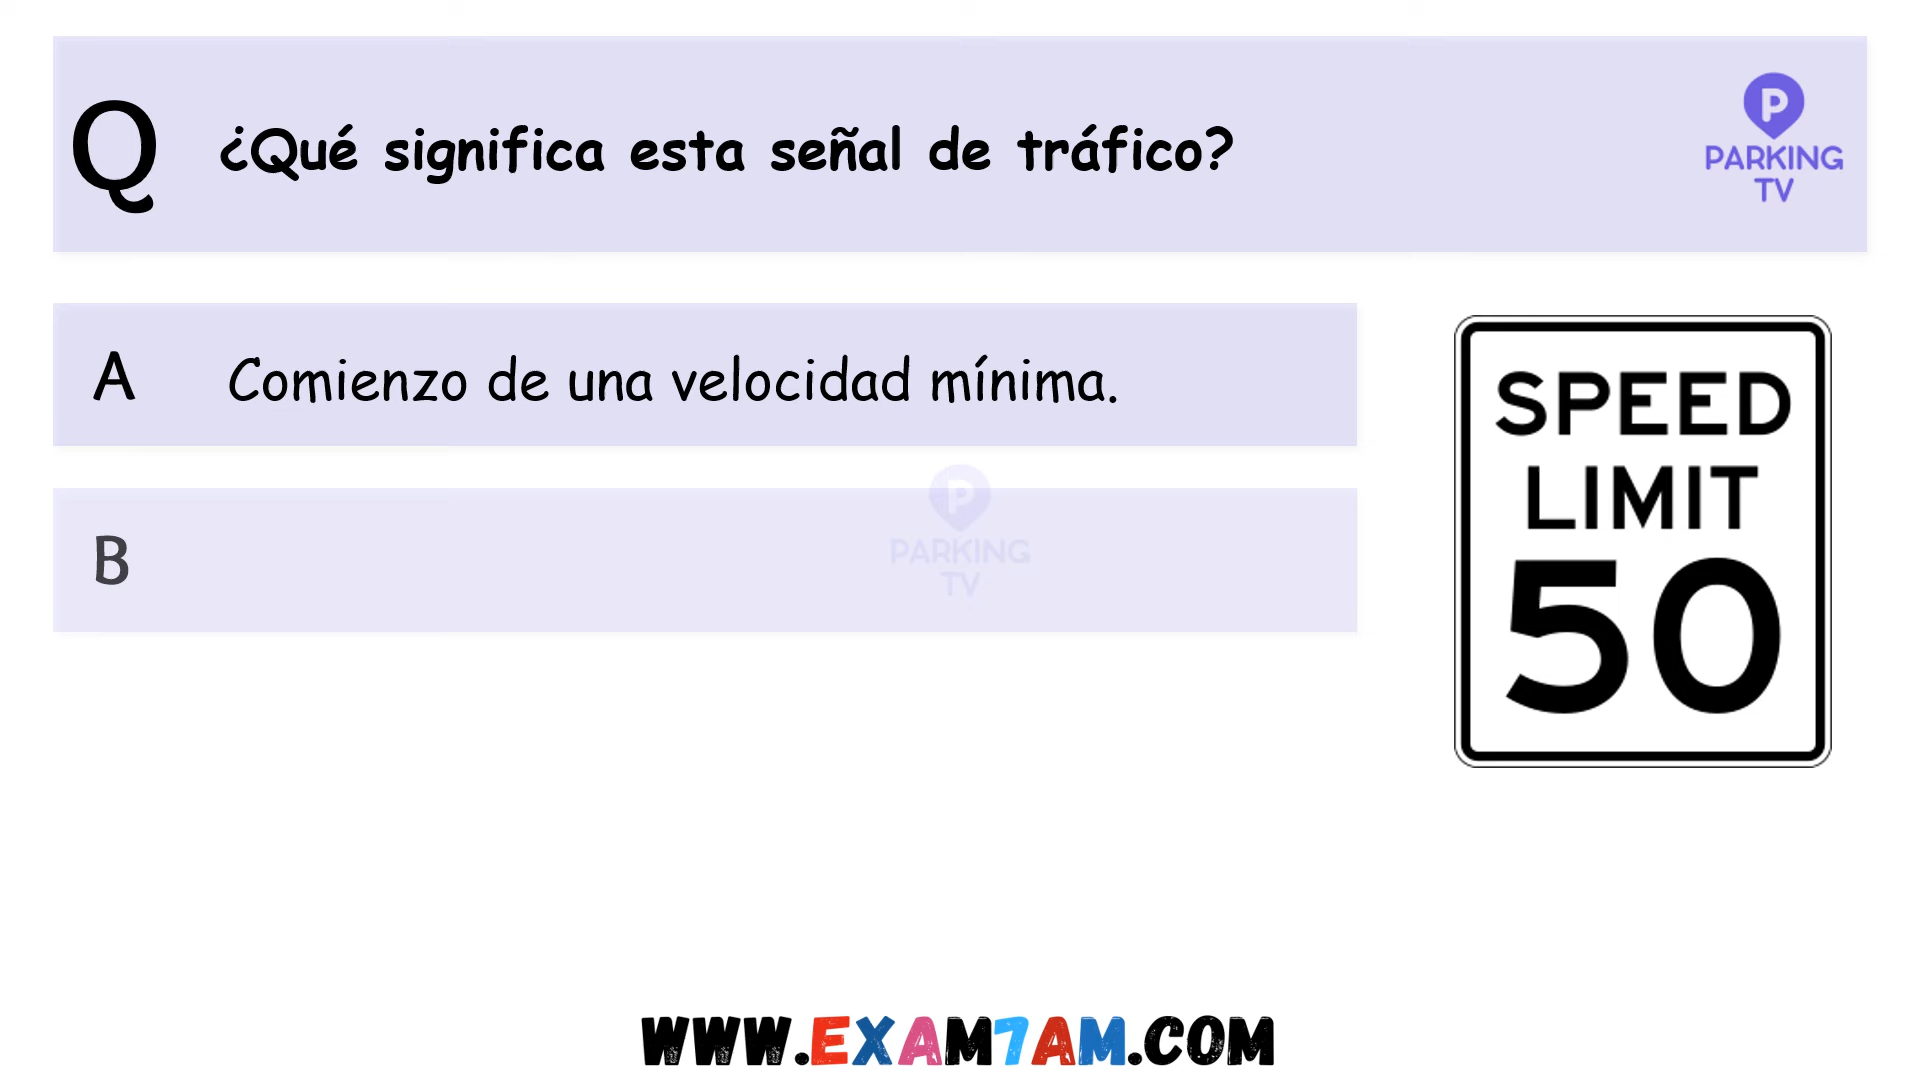 Q ¿Qué significa esta señal de tráfico?
P
PARKING
TV
A Comienzo de una velocidad mínima.
B
P
PARKING
TV
SPEED
LIMIT
50
WWW.EXAM7AM.COM